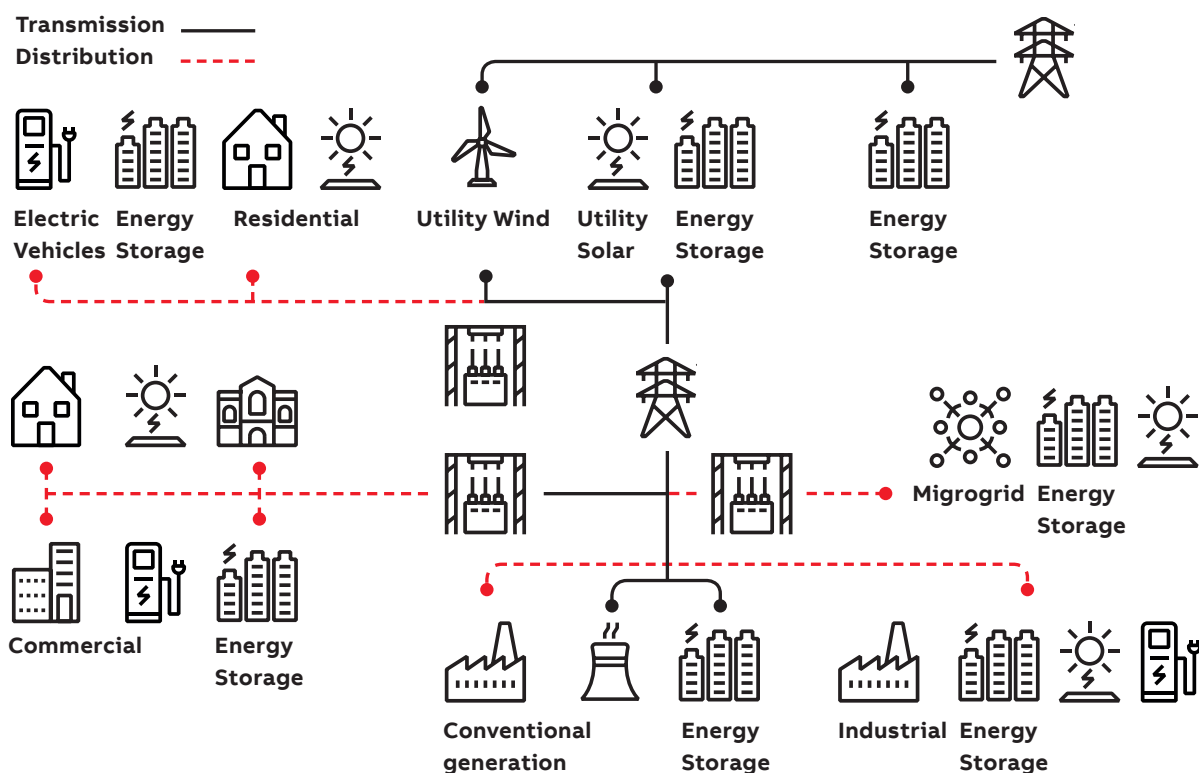 Transmission
Distribution
Electric
Vehicles
Energy
Storage
Residential
Utility Wind
Utility
Solar
Energy
Storage
Energy
Storage
Migrogrid
Energy
Storage
Commercial
Energy
Storage
Conventional
generation
Energy
Storage
Industrial
Energy
Storage